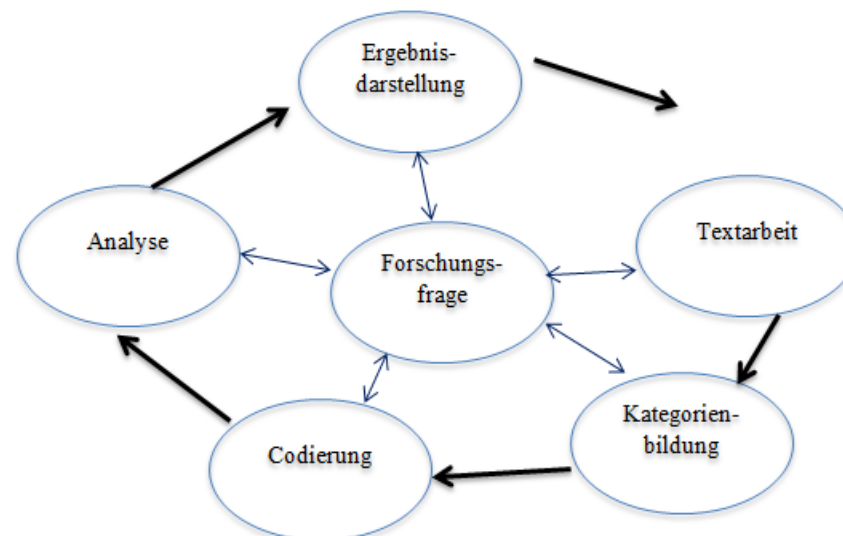 Ergebnis-
darstellung
Textarbeit
Analyse
Forschungs-
frage
Kategorien-
bildung
Codierung